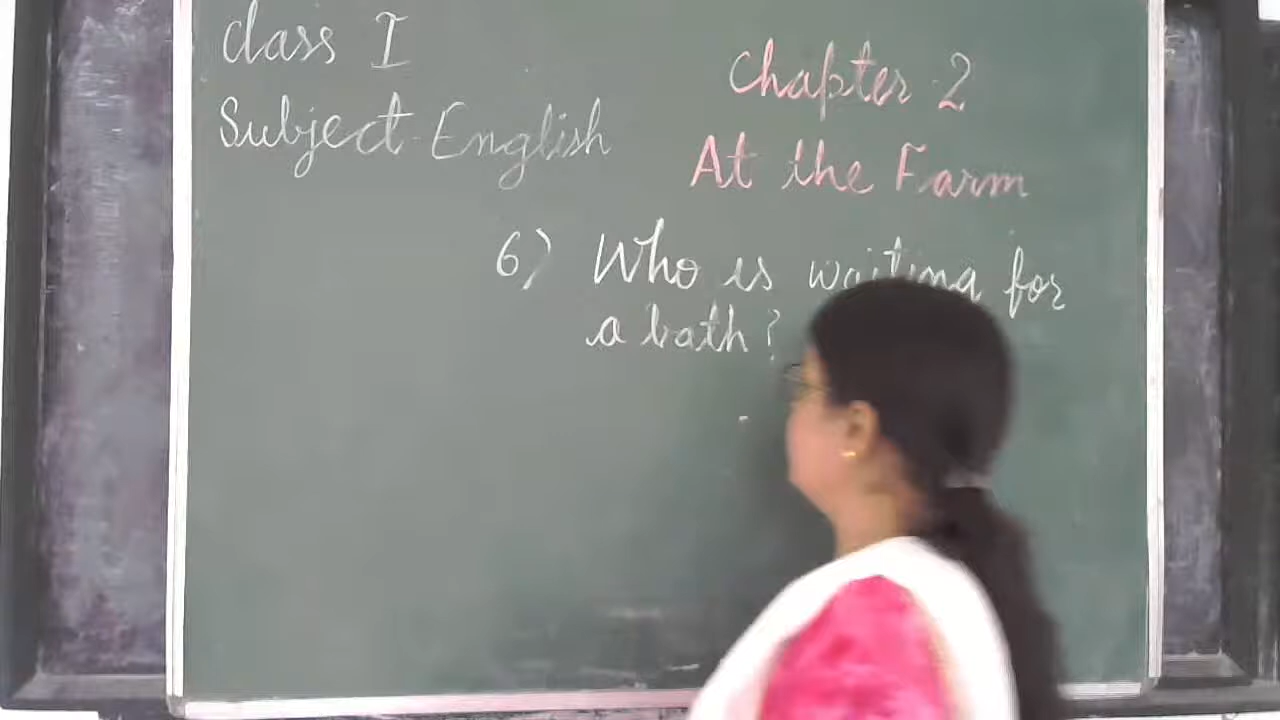 Class I
Subject-English
Chapter-2
At the Farm
6) Who is waiting for
a bath?